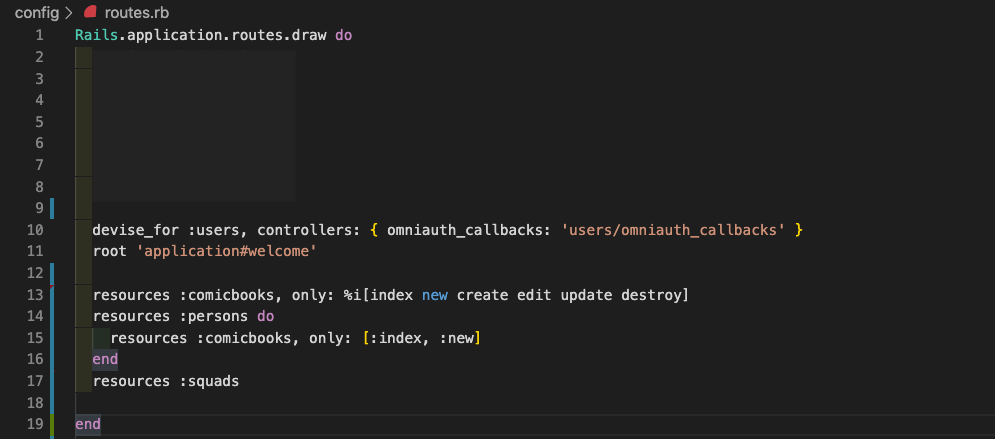 config > routes.rb
1 Rails.application.routes.draw do
2
3
4
5
6
7
8
9
10 devise_for :users, controllers: { omniauth_callbacks: 'users/omniauth_callbacks' }
11 root 'application#welcome'
12
13 resources :comicbooks, only: %i[index new create edit update destroy]
14 resources :persons do
15 resources :comicbooks, only: [:index, :new]
16 end
17 resources :squads
18
19 end